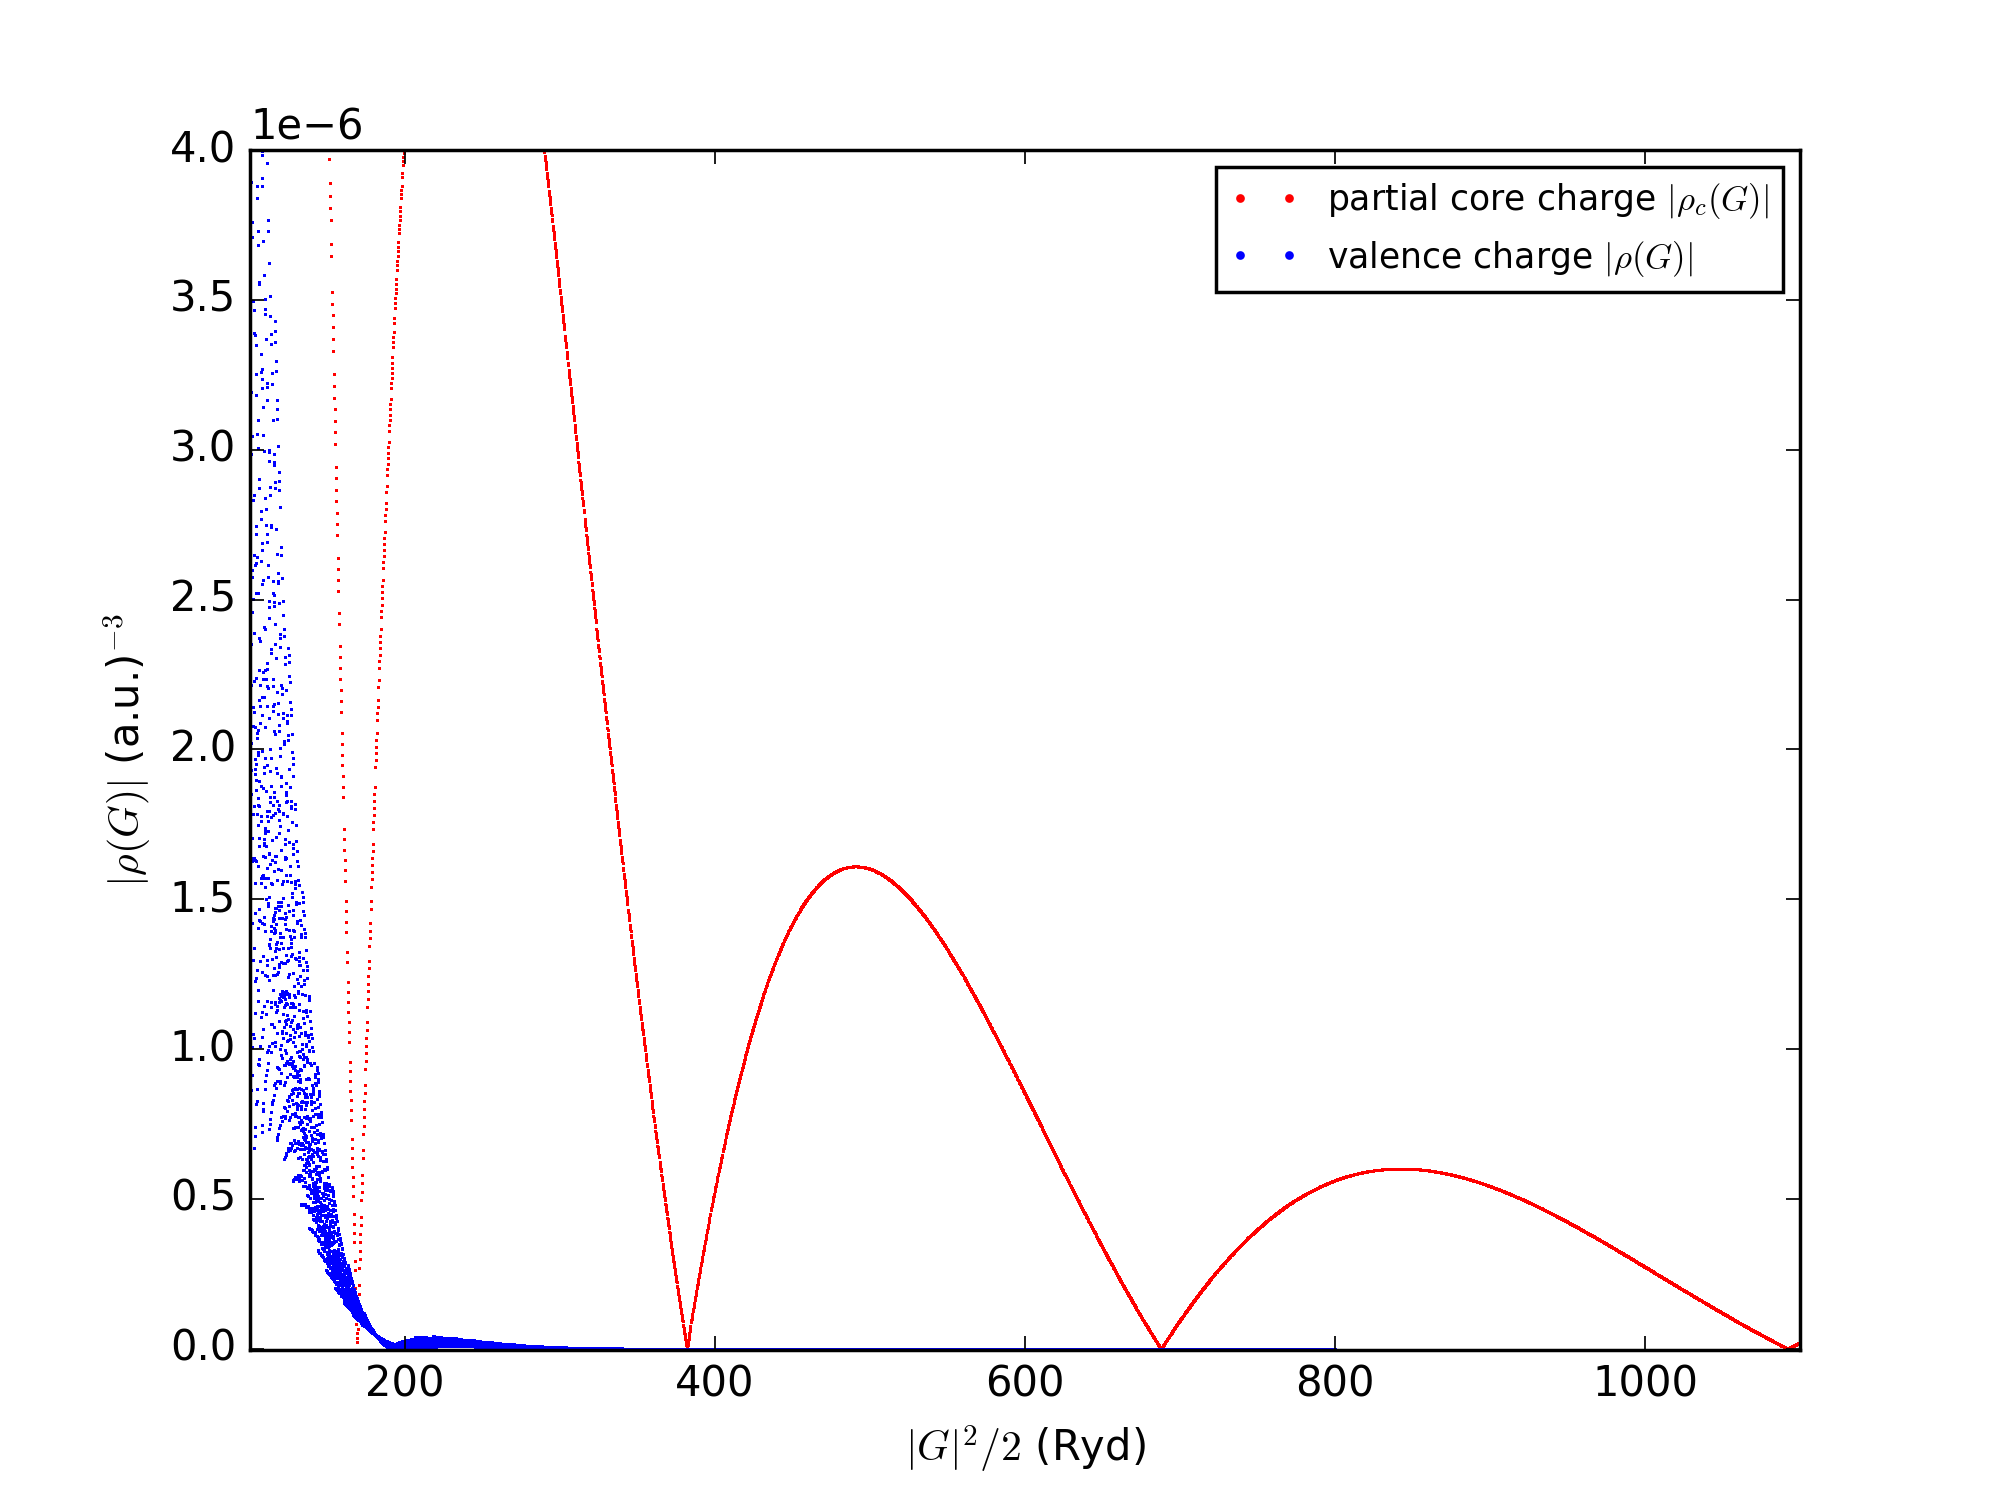 1e−6
4.0
3.5
3.0
2.5
2.0
1.5
1.0
0.5
0.0
|ρ(G)| (a.u.)⁻³
partial core charge |ρ_c(G)|
valence charge |ρ(G)|
200 400 600 800 1000
|G|²/2 (Ryd)